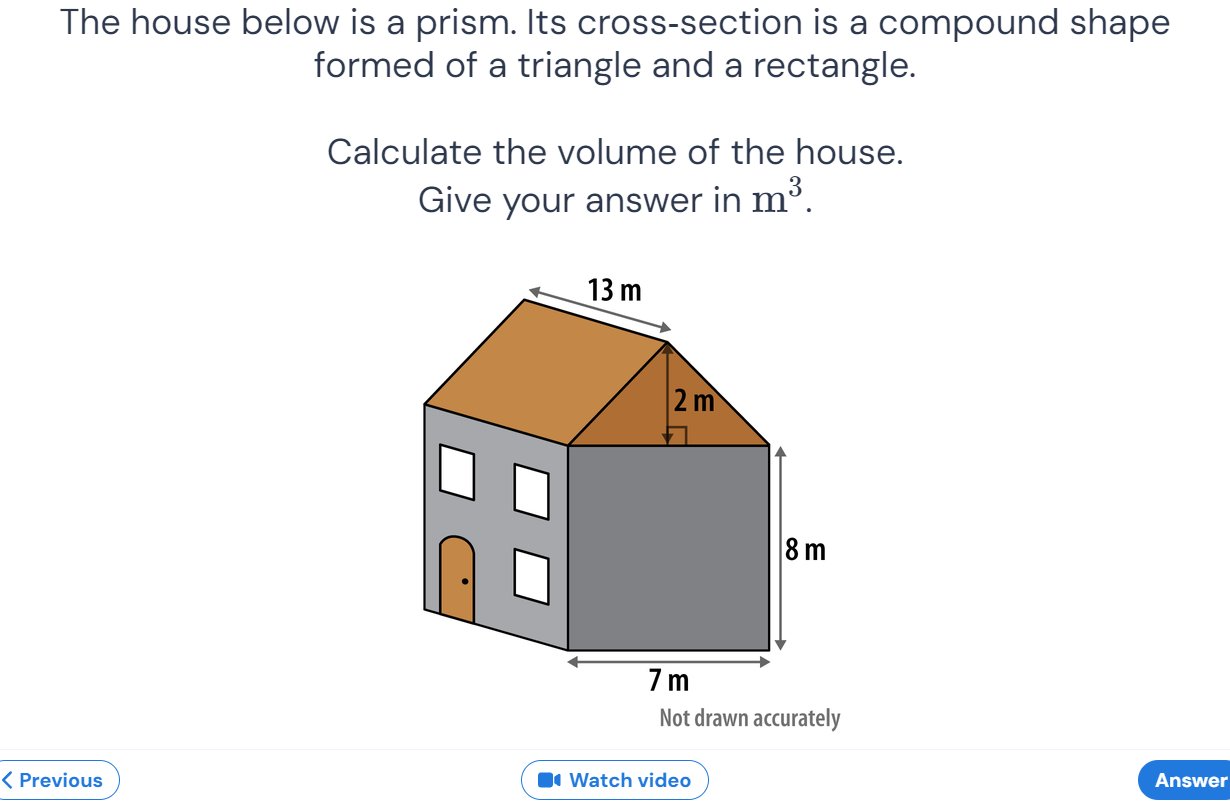 The house below is a prism. Its cross-section is a compound shape
formed of a triangle and a rectangle.
Calculate the volume of the house.
Give your answer in m³.
13 m
2 m
8 m
7 m
Not drawn accurately
Previous
Watch video
Answer